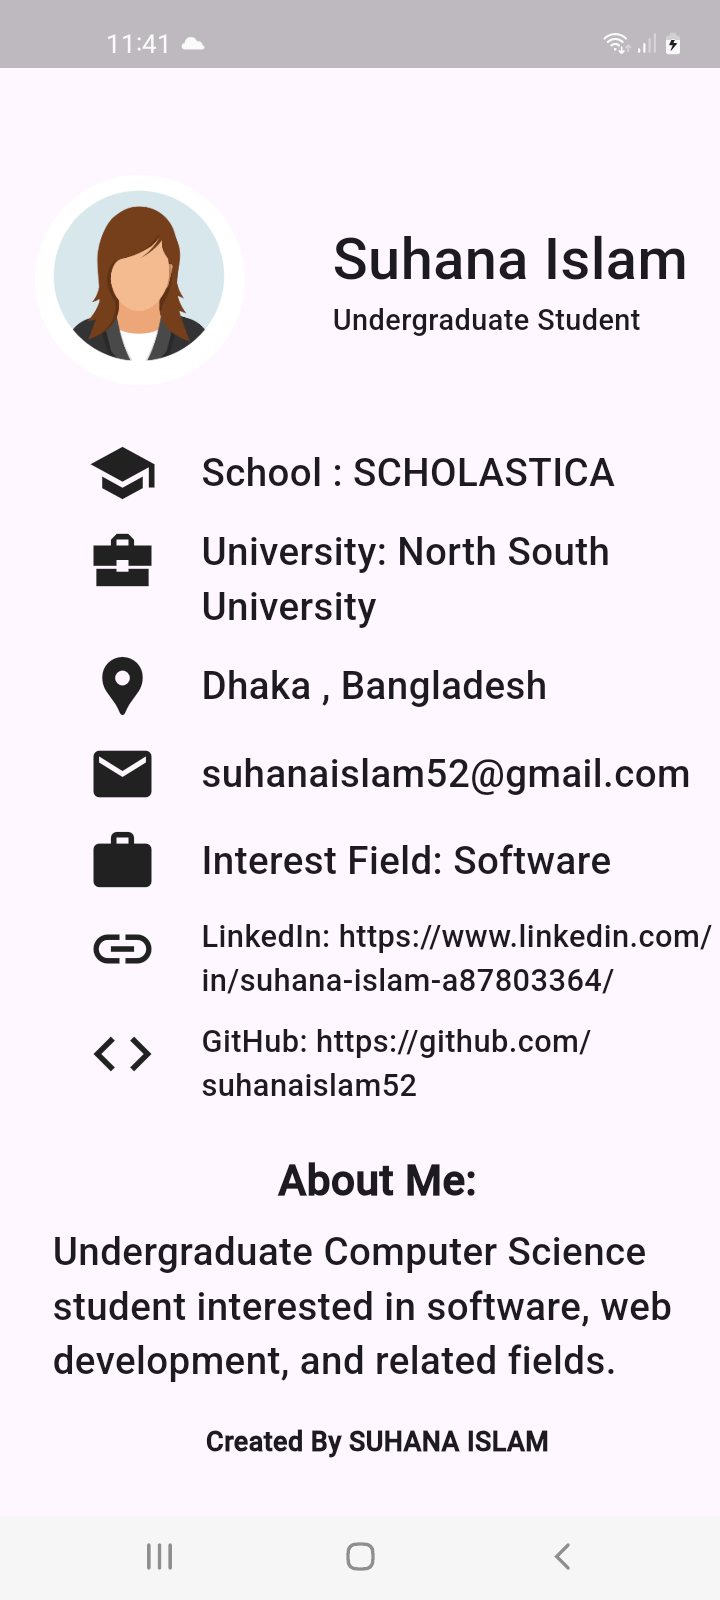 11:41
Suhana Islam
Undergraduate Student
School : SCHOLASTICA
University: North South
University
Dhaka , Bangladesh
suhanaislam52@gmail.com
Interest Field: Software
LinkedIn: https://www.linkedin.com/
in/suhana-islam-a87803364/
GitHub: https://github.com/
suhanaislam52
About Me:
Undergraduate Computer Science
student interested in software, web
development, and related fields.
Created By SUHANA ISLAM